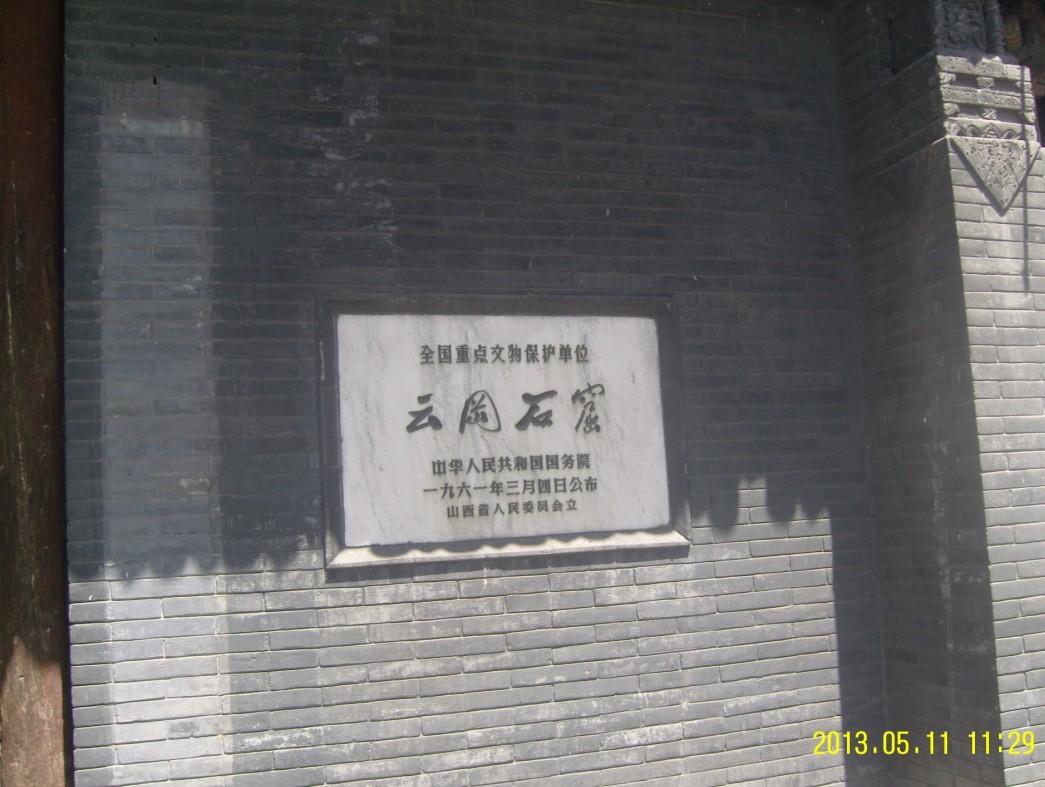 全国重点文物保护单位
云冈石窟
中华人民共和国国务院
一九六一年三月四日公布
山西省人民委员会立
2013.05.11 11:29